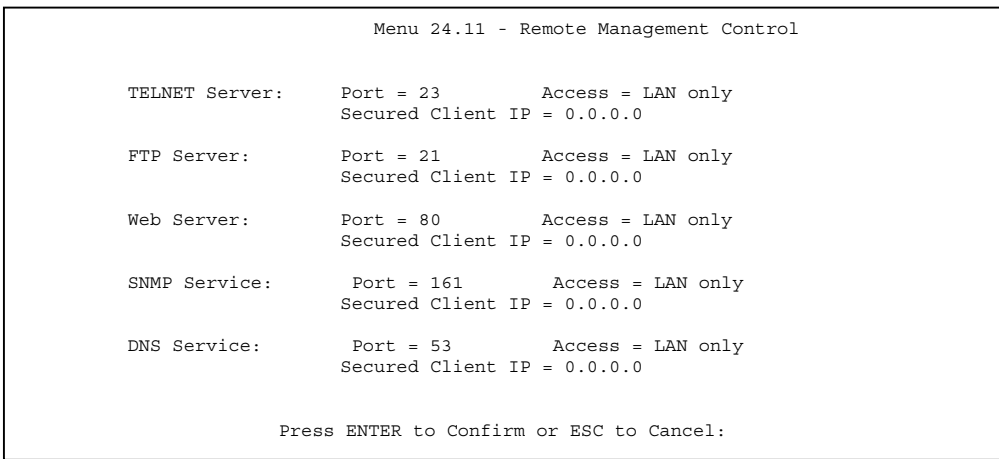 Menu 24.11 - Remote Management Control
TELNET Server: Port = 23 Access = LAN only
Secured Client IP = 0.0.0.0
FTP Server: Port = 21 Access = LAN only
Secured Client IP = 0.0.0.0
Web Server: Port = 80 Access = LAN only
Secured Client IP = 0.0.0.0
SNMP Service: Port = 161 Access = LAN only
Secured Client IP = 0.0.0.0
DNS Service: Port = 53 Access = LAN only
Secured Client IP = 0.0.0.0
Press ENTER to Confirm or ESC to Cancel: